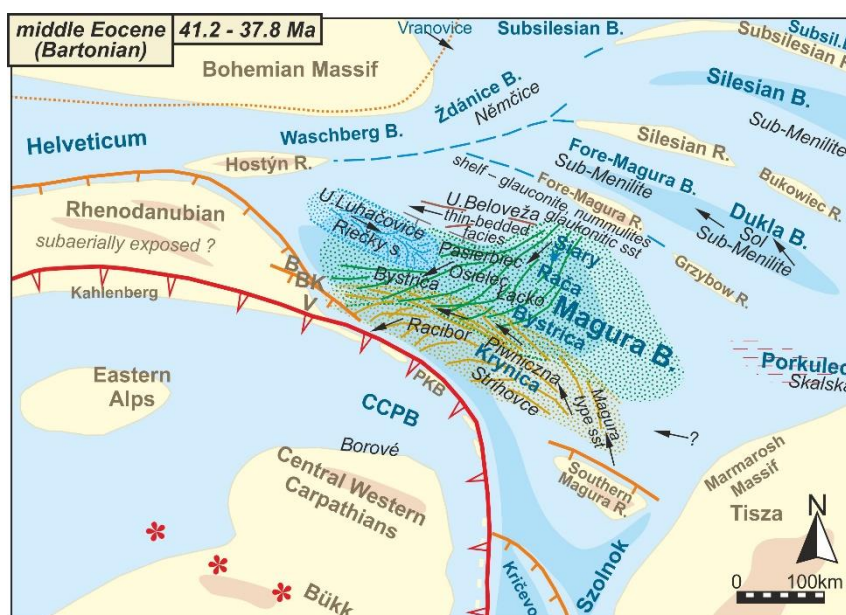 middle Eocene
(Bartonian)
41.2 - 37.8 Ma
Vranovice
Subsilesian B.
Subsil.
Subsilesian
Bohemian Massif
Silesian B.
Ždánice B.
Němčice
Sub-Menilite
Helveticum
Waschberg B.
Silesian R.
Hostýn R.
Fore-Magura B.
Sub-Menilite
Bukowiec R.
shelf – glauconite, nummulites
Fore-Magura R.
Rhenodanubian
subaerially exposed ?
U.Luhačovice
Riečky s.
U.Beloveža
thin-bedded
facies
glaukonitic sst
Dukla B.
Sol
Sub-Menilite
Pasierbiec
Siary
Osielec
Rača
Bystrica
Łącko
Magura B.
Bystrica
Grzybow R.
B
BK
V
Kahlenberg
Racibor
Piwniczna
Krynica
Strihovce
Magura
type sst
Porkulec
Skalska
PKB
Eastern
Alps
CCPB
Borové
?
Marmarosh
Massif
Central Western
Carpathians
Southern
Magura R.
Tisza
N
Szolnok
Kričevo
Bükk
0
100km